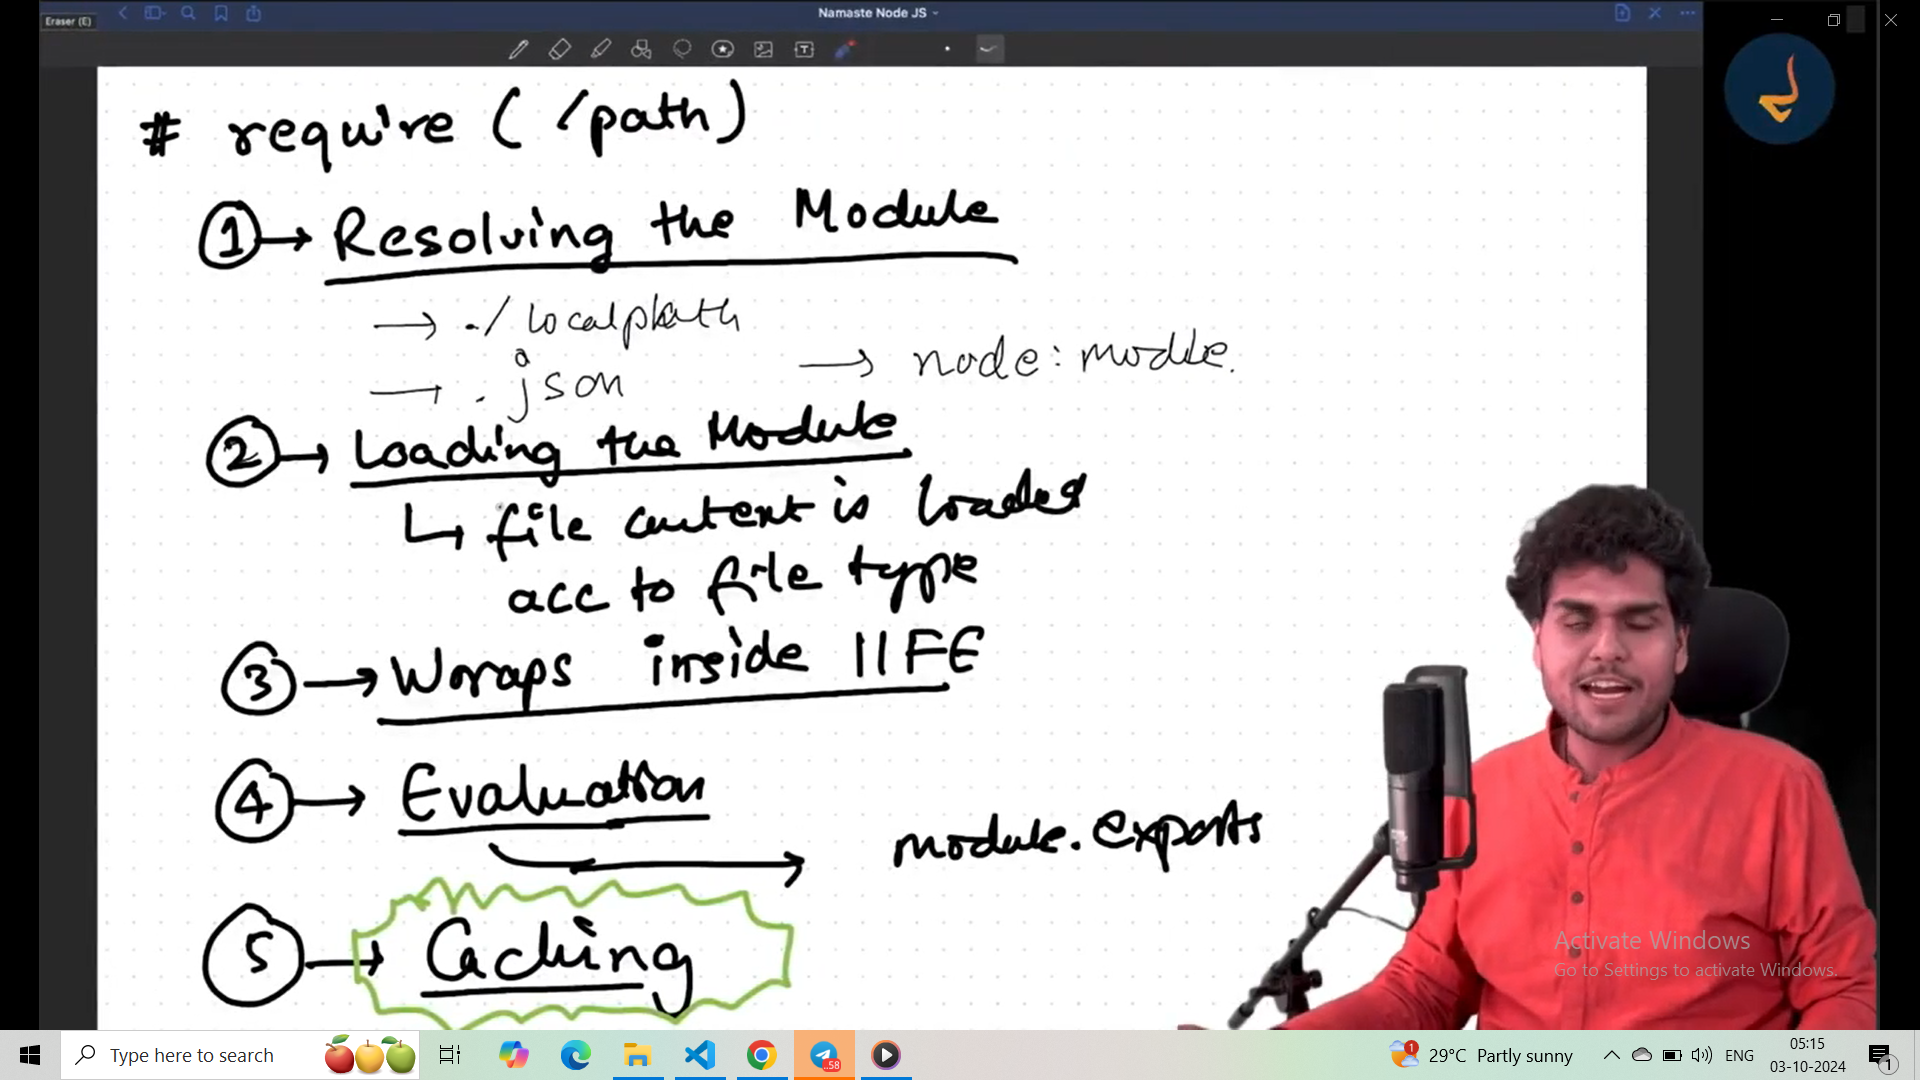 Eraser (E)
Namaste Node JS
# require ( /path)
1 → Resolving the Module
→ ./ localpath
→ .json → node: modle.
2 → Loading the Module
↳ file content is loaded
acc to file type
3 → Wraps inside IIFE
4 → Evaluation
→ module.exports
5 → Caching
Activate Windows
Go to Settings to activate Windows.
Type here to search
..58
1
29°C Partly sunny
ENG
05:15
03-10-2024
1